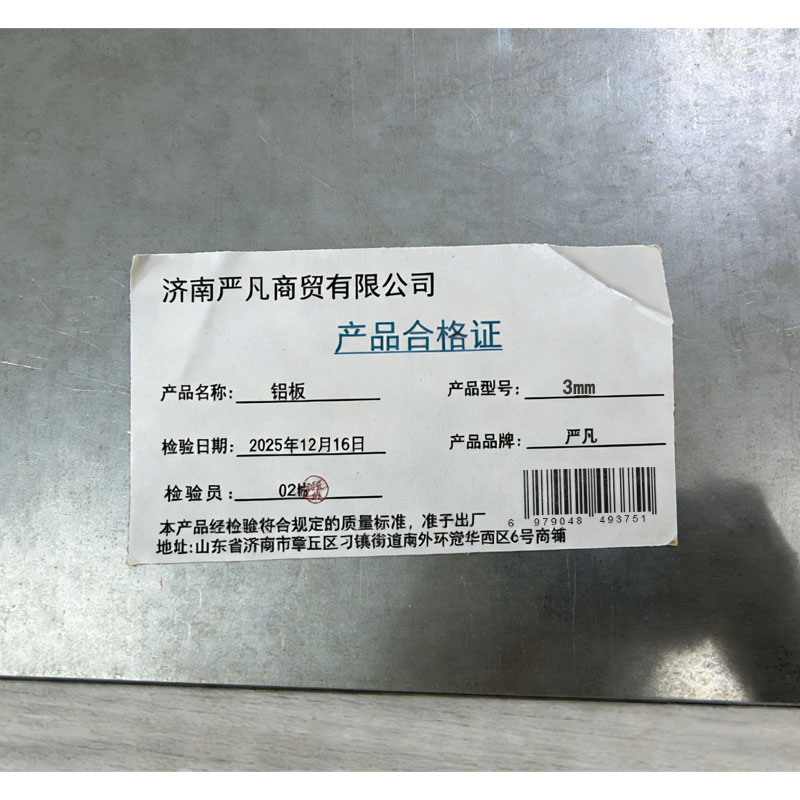 济南严凡商贸有限公司
产品合格证
产品名称: 铝板 产品型号: 3mm
检验日期: 2025年12月16日 产品品牌: 严凡
检验员: 02
本产品经检验符合规定的质量标准，准于出厂
6 979048 493751
地址:山东省济南市章丘区刁镇街道南外环瓷华西区6号商铺